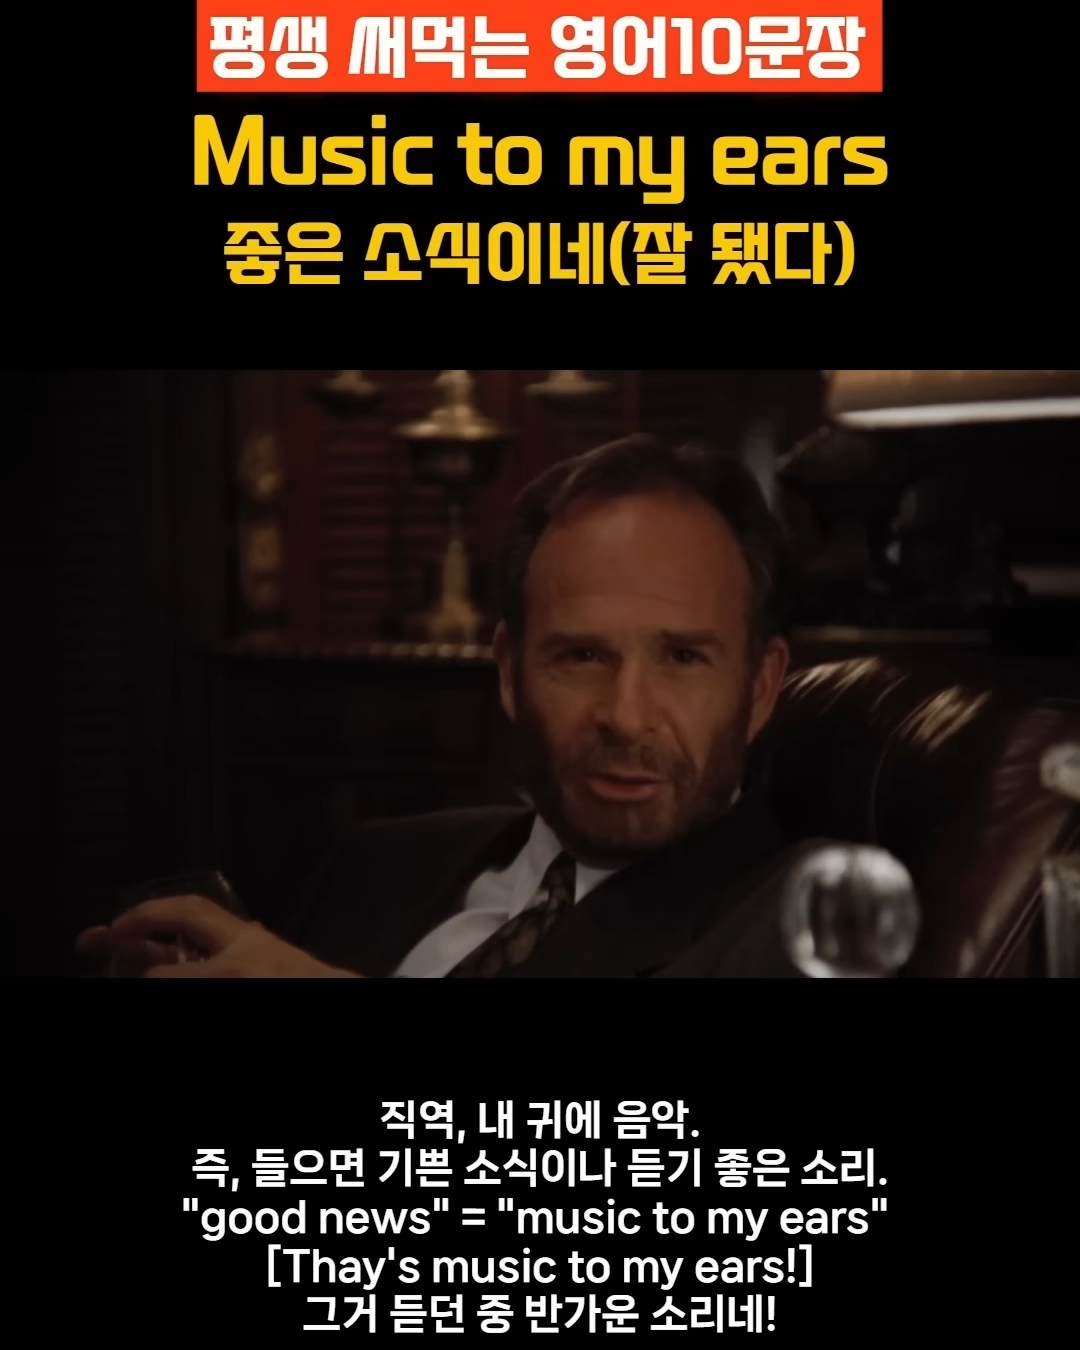 평생 써먹는 영어10문장
Music to my ears
좋은 소식이네(잘 됐다)
직역, 내 귀에 음악.
즉, 들으면 기쁜 소식이나 듣기 좋은 소리.
"good news" = "music to my ears"
[Thay's music to my ears!]
그거 듣던 중 반가운 소리네!